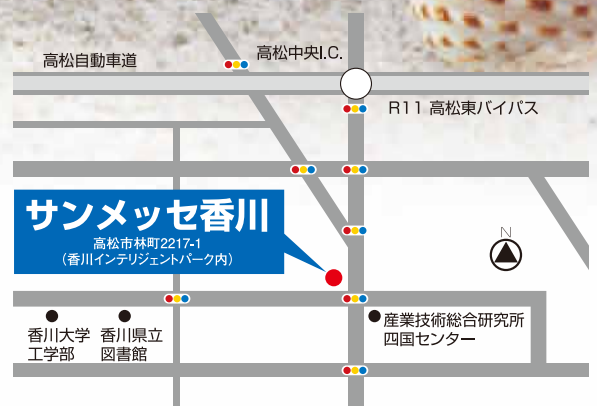 高松自動車道
高松中央I.C.
R11 高松東バイパス
サンメッセ香川
高松市林町2217-1
（香川インテリジェントパーク内）
N
香川大学
工学部
香川県立
図書館
産業技術総合研究所
四国センター